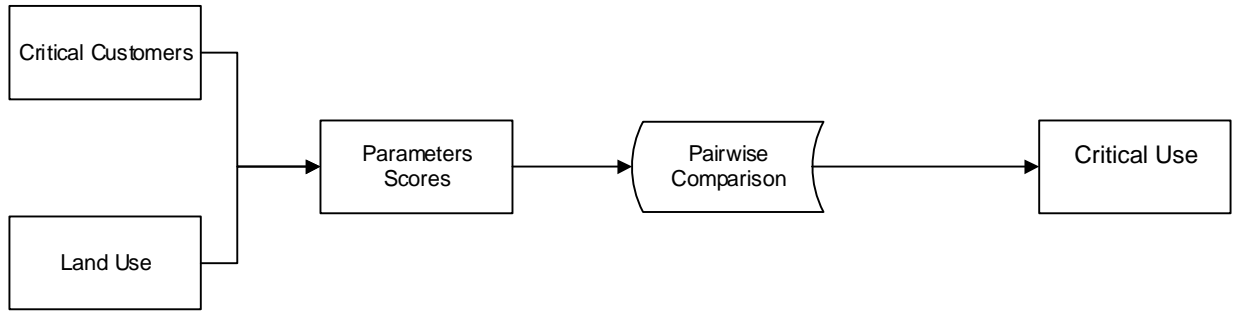 Critical Customers
Land Use
Parameters
Scores
Pairwise
Comparison
Critical Use